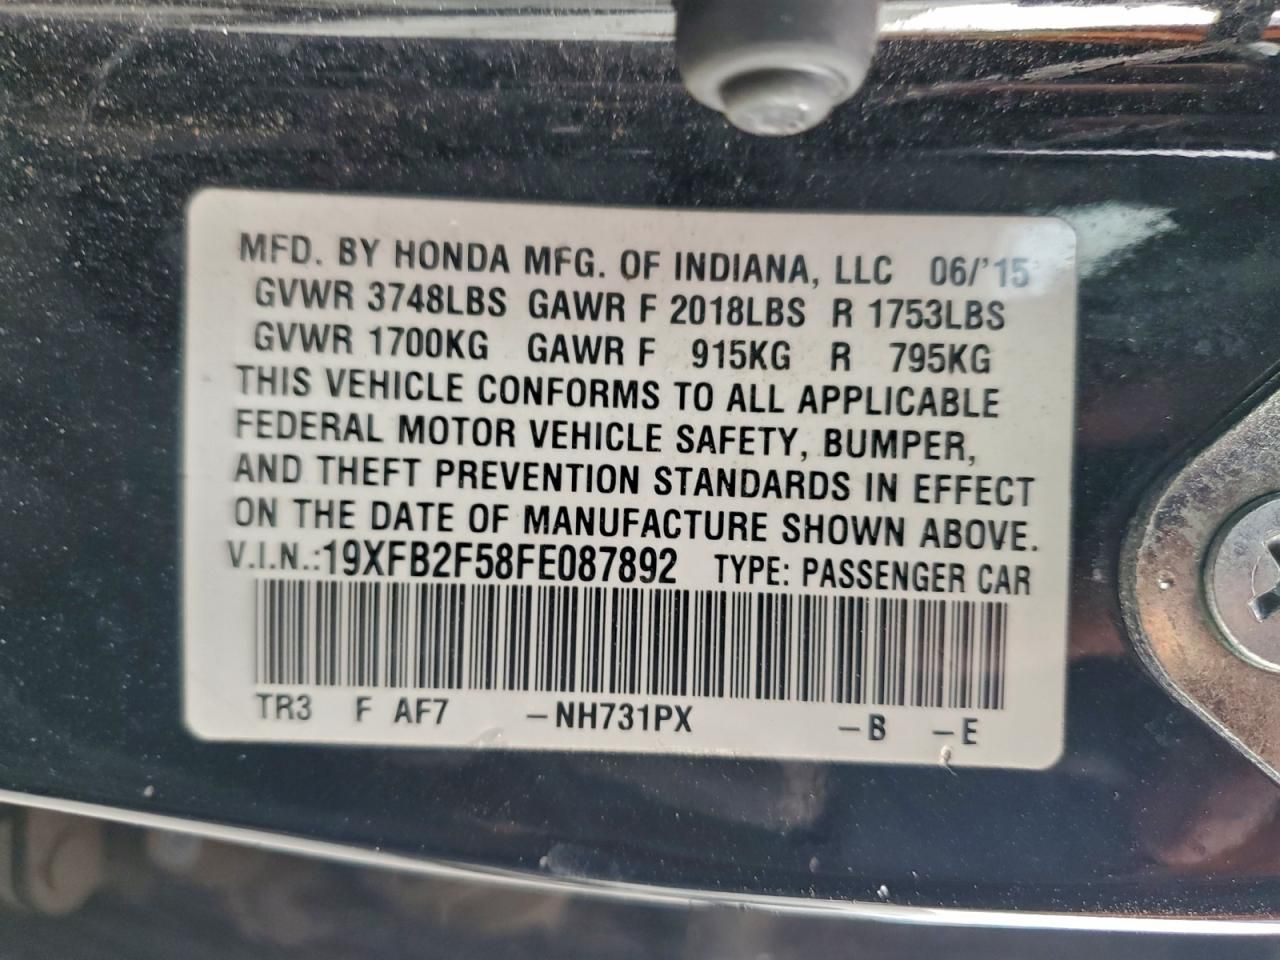 MFD. BY HONDA MFG. OF INDIANA, LLC 06/'15
GVWR 3748LBS GAWR F 2018LBS R 1753LBS
GVWR 1700KG GAWR F 915KG R 795KG
THIS VEHICLE CONFORMS TO ALL APPLICABLE
FEDERAL MOTOR VEHICLE SAFETY, BUMPER,
AND THEFT PREVENTION STANDARDS IN EFFECT
ON THE DATE OF MANUFACTURE SHOWN ABOVE.
V.I.N.:19XFB2F58FE087892 TYPE: PASSENGER CAR
TR3 F AF7 -NH731PX -B -E